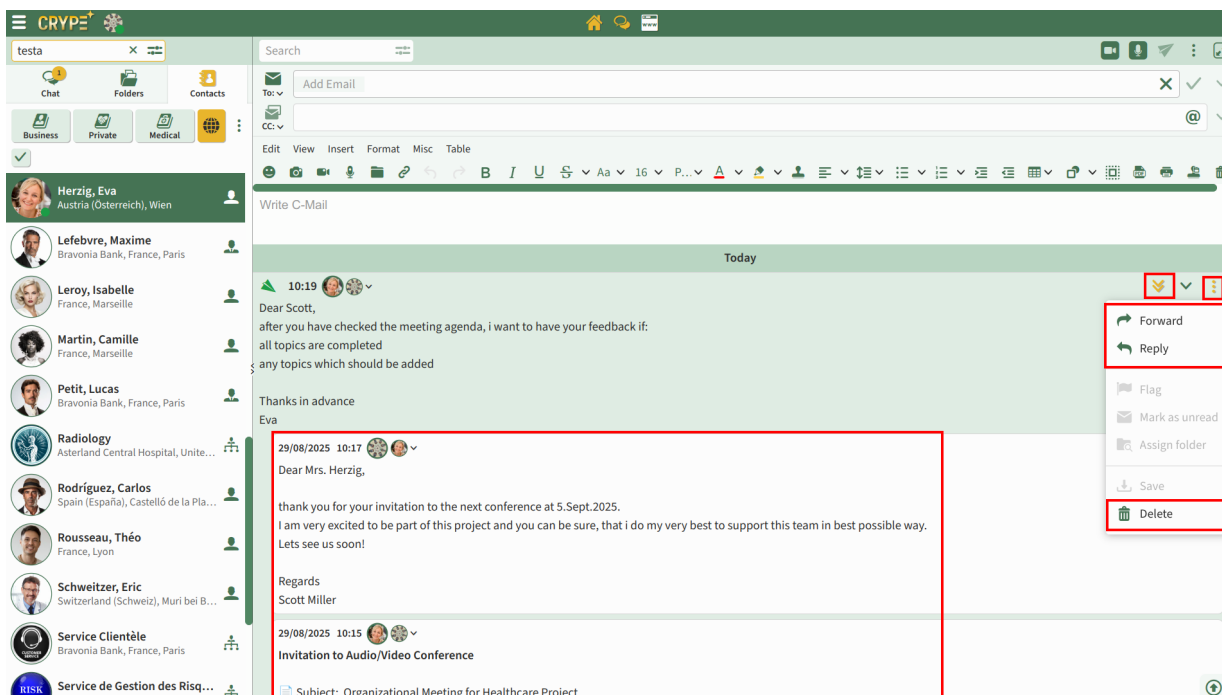 CRYPE+
www
testa
Search
1
Chat
Folders
Contacts
To:
Add Email
CC:
@
Business
Private
Medical
Edit View Insert Format Misc Table
B I U S Aa 16 P... A
Write C-Mail
Herzig, Eva
Austria (Österreich), Wien
Lefebvre, Maxime
Bravonia Bank, France, Paris
Leroy, Isabelle
France, Marseille
Martin, Camille
France, Marseille
Petit, Lucas
Bravonia Bank, France, Paris
Radiology
Asterland Central Hospital, Unite...
Rodríguez, Carlos
Spain (España), Castelló de la Pla...
Rousseau, Théo
France, Lyon
Schweitzer, Eric
Switzerland (Schweiz), Muri bei B...
CUSTOMER
SERVICE
Service Clientèle
Bravonia Bank, France, Paris
RISK
Service de Gestion des Risq...
Today
10:19
Dear Scott,
after you have checked the meeting agenda, i want to have your feedback if:
all topics are completed
any topics which should be added
Thanks in advance
Eva
29/08/2025 10:17
Dear Mrs. Herzig,
thank you for your invitation to the next conference at 5.Sept.2025.
I am very excited to be part of this project and you can be sure, that i do my very best to support this team in best possible way.
Lets see us soon!
Regards
Scott Miller
29/08/2025 10:15
Invitation to Audio/Video Conference
Subject: Organizational Meeting for Healthcare Project
Forward
Reply
Flag
Mark as unread
Assign folder
Save
Delete